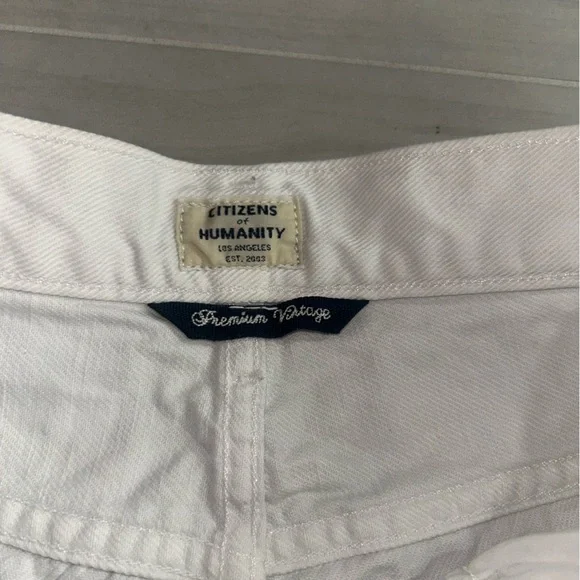 CITIZENS
of
HUMANITY
LOS ANGELES
EST. 2003
Premium Vintage